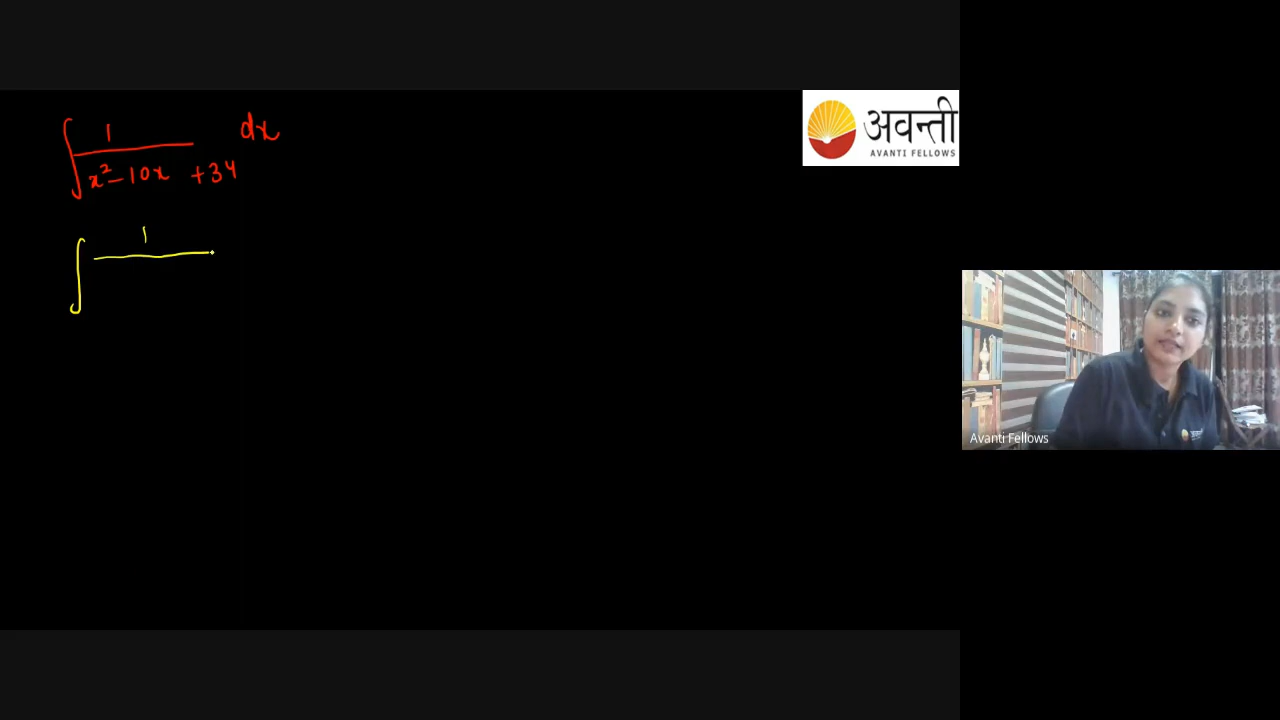 ∫ 1 / (x² - 10x + 34) dx
∫ 1
अवन्ती
AVANTI FELLOWS
Avanti Fellows